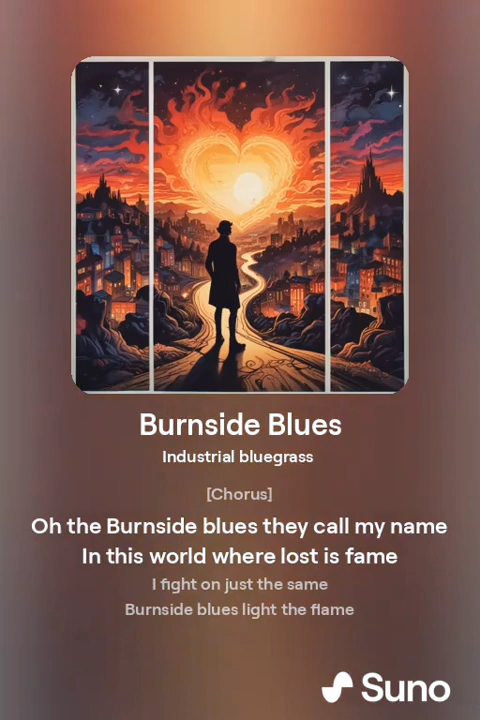 Burnside Blues
Industrial bluegrass
[Chorus]
Oh the Burnside blues they call my name
In this world where lost is fame
I fight on just the same
Burnside blues light the flame
Suno